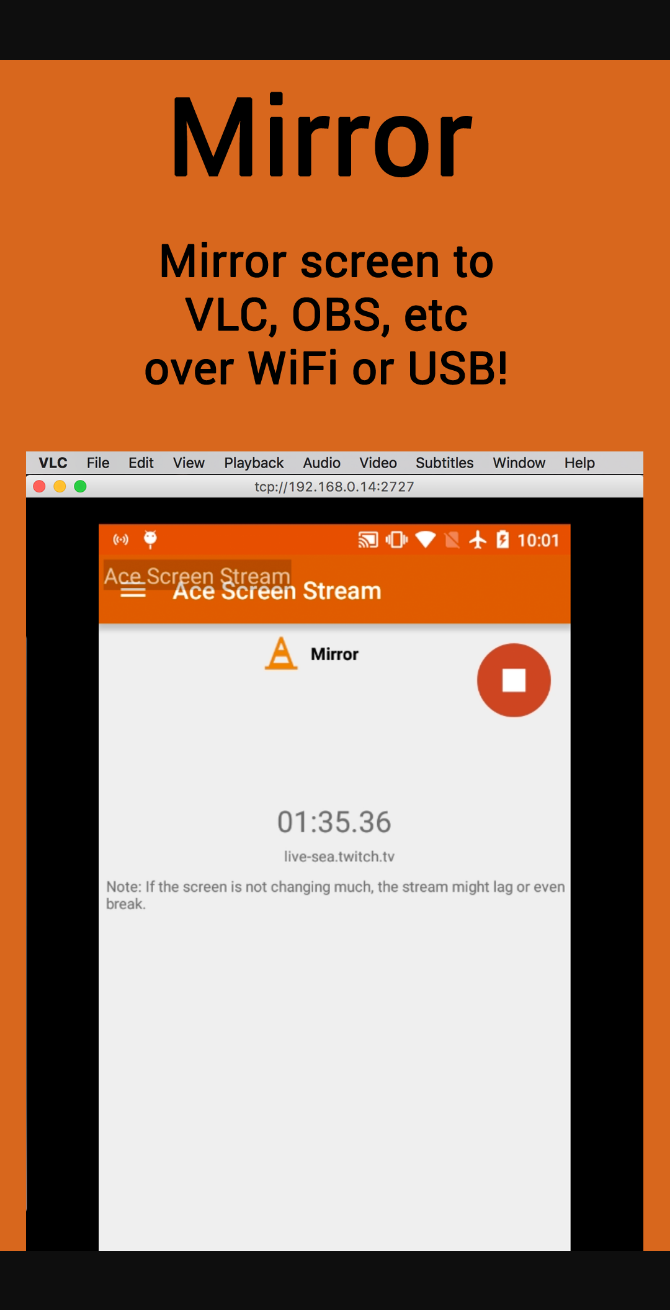 Mirror
Mirror screen to
VLC, OBS, etc
over WiFi or USB!
VLC File Edit View Playback Audio Video Subtitles Window Help
tcp://192.168.0.14:2727
10:01
Ace Screen Stream
Ace Screen Stream
Mirror
01:35.36
live-sea.twitch.tv
Note: If the screen is not changing much, the stream might lag or even
break.